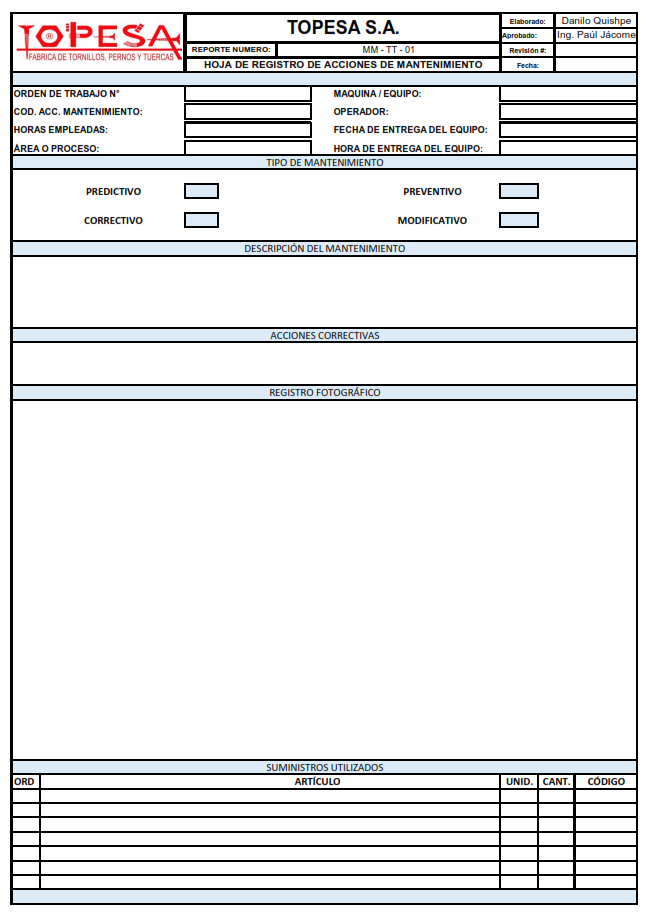 TOPESA
FABRICA DE TORNILLOS, PERNOS Y TUERCAS
TOPESA S.A.
REPORTE NUMERO: MM - TT - 01
HOJA DE REGISTRO DE ACCIONES DE MANTENIMIENTO
Elaborado: Danilo Quishpe
Aprobado: Ing. Paúl Jácome
Revisión #:
Fecha:
ORDEN DE TRABAJO N° MAQUINA / EQUIPO:
COD. ACC. MANTENIMIENTO: OPERADOR:
HORAS EMPLEADAS: FECHA DE ENTREGA DEL EQUIPO:
ÁREA O PROCESO: HORA DE ENTREGA DEL EQUIPO:
TIPO DE MANTENIMIENTO
PREDICTIVO PREVENTIVO
CORRECTIVO MODIFICATIVO
DESCRIPCIÓN DEL MANTENIMIENTO
ACCIONES CORRECTIVAS
REGISTRO FOTOGRÁFICO
SUMINISTROS UTILIZADOS
ORD ARTÍCULO UNID. CANT. CÓDIGO